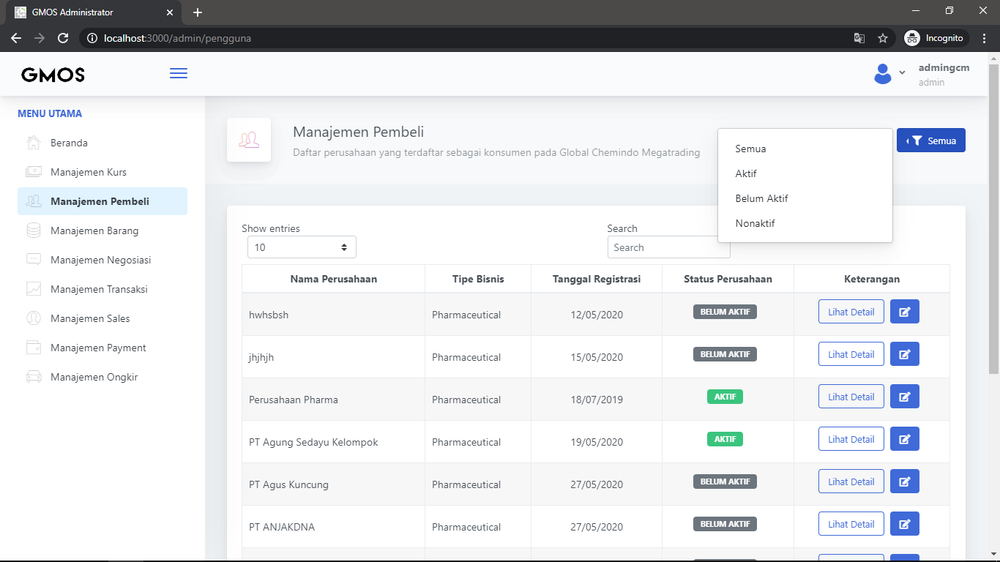 GMOS Administrator
localhost:3000/admin/pengguna
Incognito
GMOS
admingcm
admin
MENU UTAMA
Beranda
Manajemen Kurs
Manajemen Pembeli
Manajemen Barang
Manajemen Negosiasi
Manajemen Transaksi
Manajemen Sales
Manajemen Payment
Manajemen Ongkir
Manajemen Pembeli
Daftar perusahaan yang terdaftar sebagai konsumen pada Global Chemindo Megatrading
Semua
Semua
Aktif
Belum Aktif
Nonaktif
Show entries
10
Search
Search
Nama Perusahaan Tipe Bisnis Tanggal Registrasi Status Perusahaan Keterangan
hwhsbsh Pharmaceutical 12/05/2020 BELUM AKTIF Lihat Detail
jhjhjh Pharmaceutical 15/05/2020 BELUM AKTIF Lihat Detail
Perusahaan Pharma Pharmaceutical 18/07/2019 AKTIF Lihat Detail
PT Agung Sedayu Kelompok Pharmaceutical 19/05/2020 AKTIF Lihat Detail
PT Agus Kuncung Pharmaceutical 27/05/2020 BELUM AKTIF Lihat Detail
PT ANJAKDNA Pharmaceutical 27/05/2020 BELUM AKTIF Lihat Detail